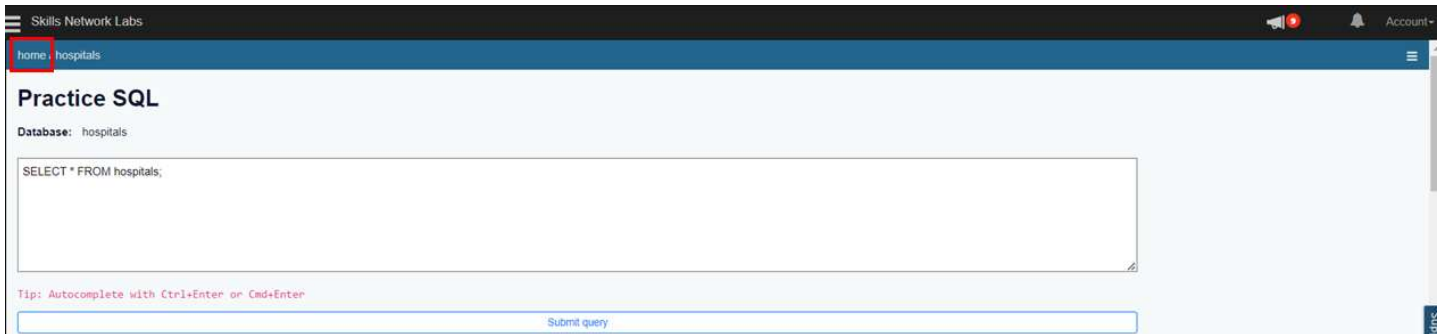 Skills Network Labs
Account
home / hospitals
Practice SQL
Database: hospitals
SELECT * FROM hospitals;
Tip: Autocomplete with Ctrl+Enter or Cmd+Enter
Submit query